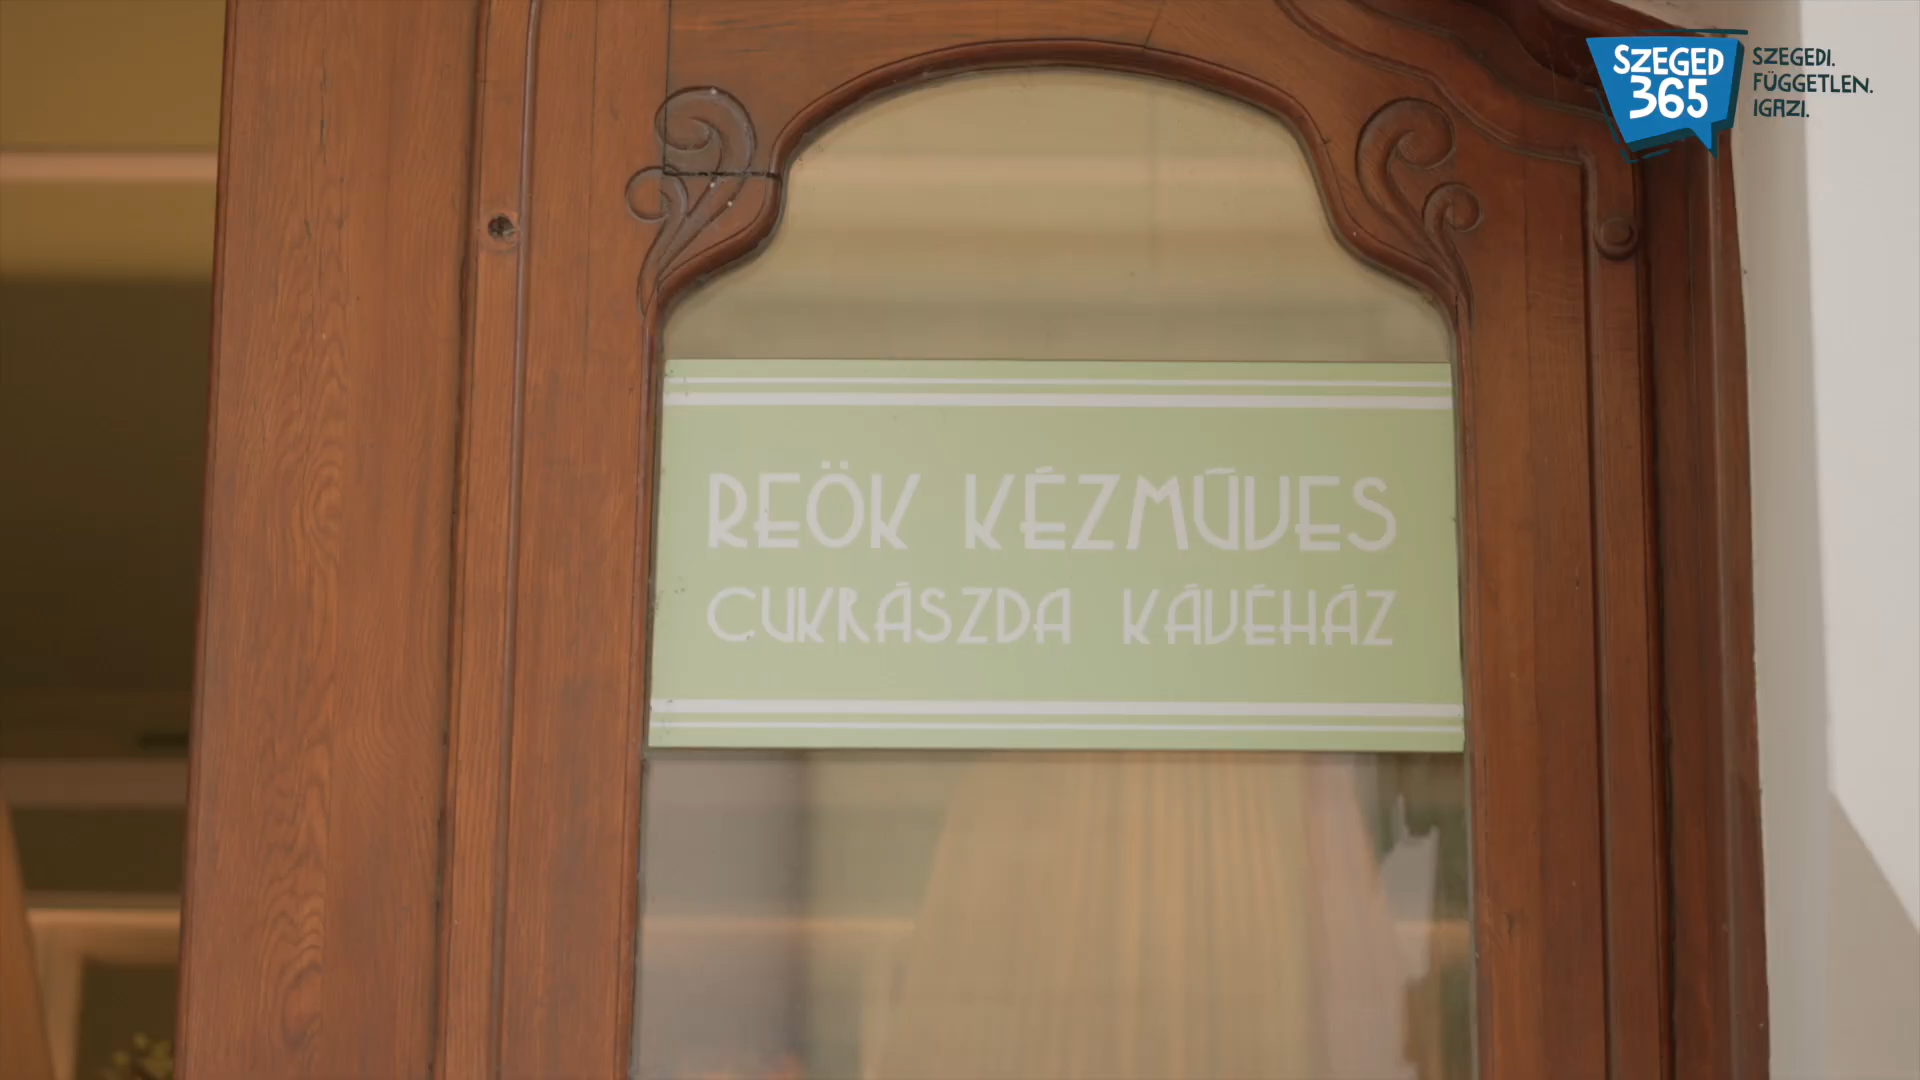 REÖK KÉZMŰVES
CUKRÁSZDA KÁVÉHÁZ
SZEGED
365
SZEGEDI.
FÜGGETLEN.
IGAZI.